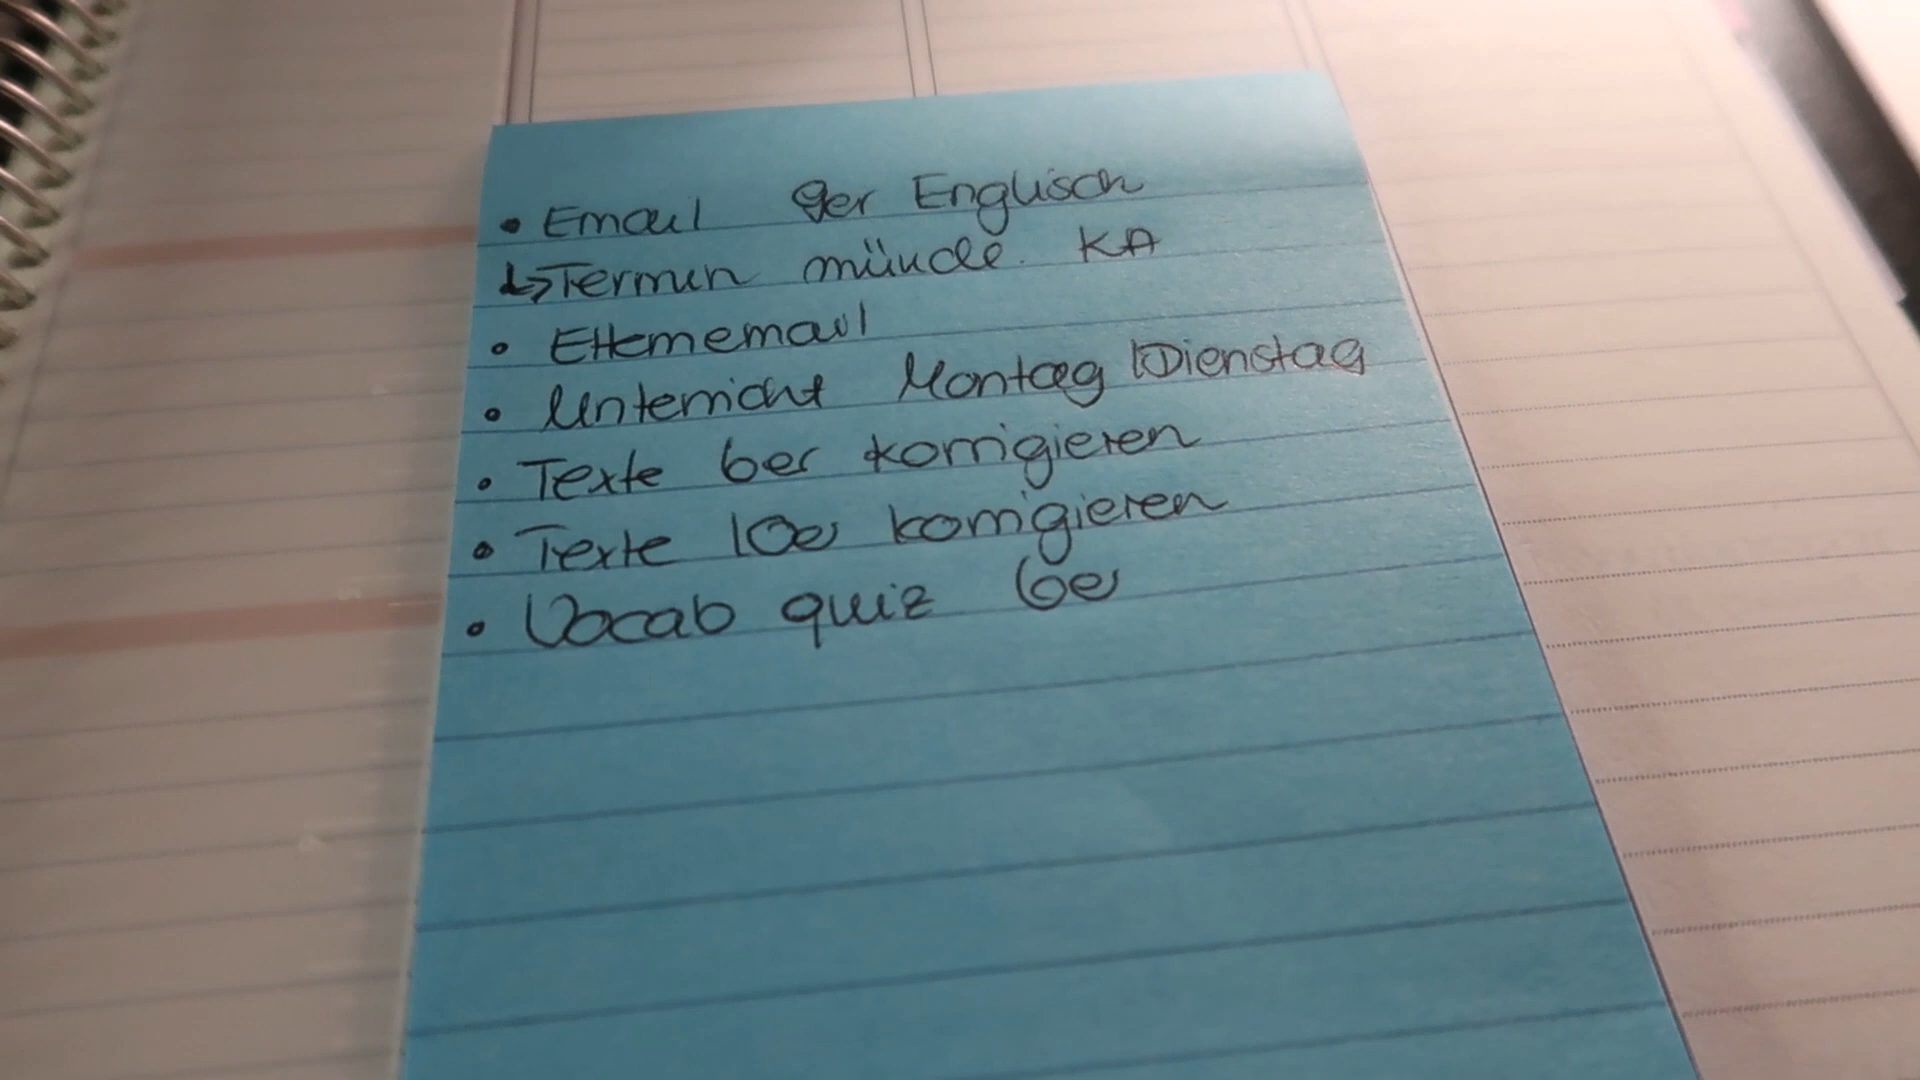 • Email 9er Englisch
↳ Termin mündl. KA
• Elternemail
• Unterricht Montag/Dienstag
• Texte 6er korrigieren
• Texte 10er korrigieren
• Vocab quiz 6er